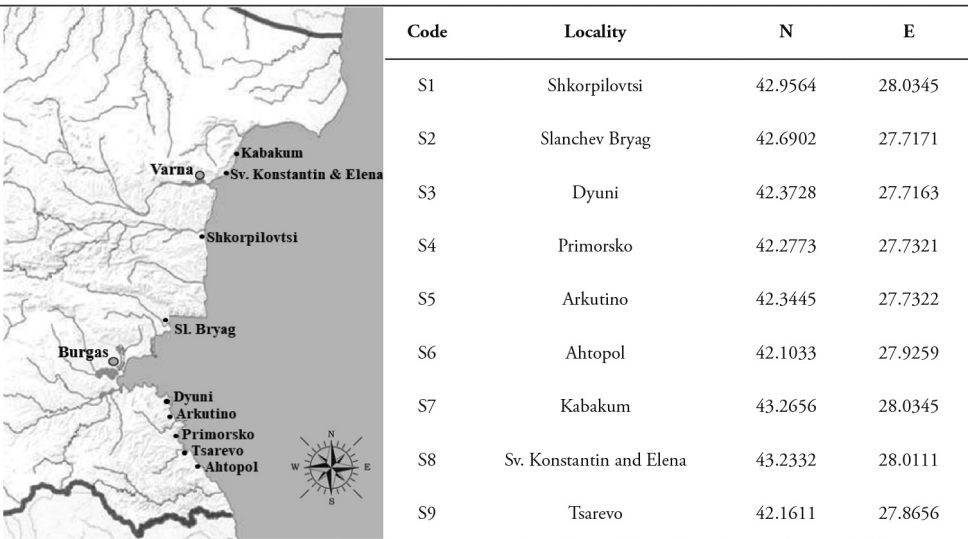 Kabakum
Varna
Sv. Konstantin & Elena
Shkorpilovtsi
Sl. Bryag
Burgas
Dyuni
Arkutino
Primorsko
Tsarevo
Ahtopol
N
W E
S
Code Locality N E
S1 Shkorpilovtsi 42.9564 28.0345
S2 Slanchev Bryag 42.6902 27.7171
S3 Dyuni 42.3728 27.7163
S4 Primorsko 42.2773 27.7321
S5 Arkutino 42.3445 27.7322
S6 Ahtopol 42.1033 27.9259
S7 Kabakum 43.2656 28.0345
S8 Sv. Konstantin and Elena 43.2332 28.0111
S9 Tsarevo 42.1611 27.8656